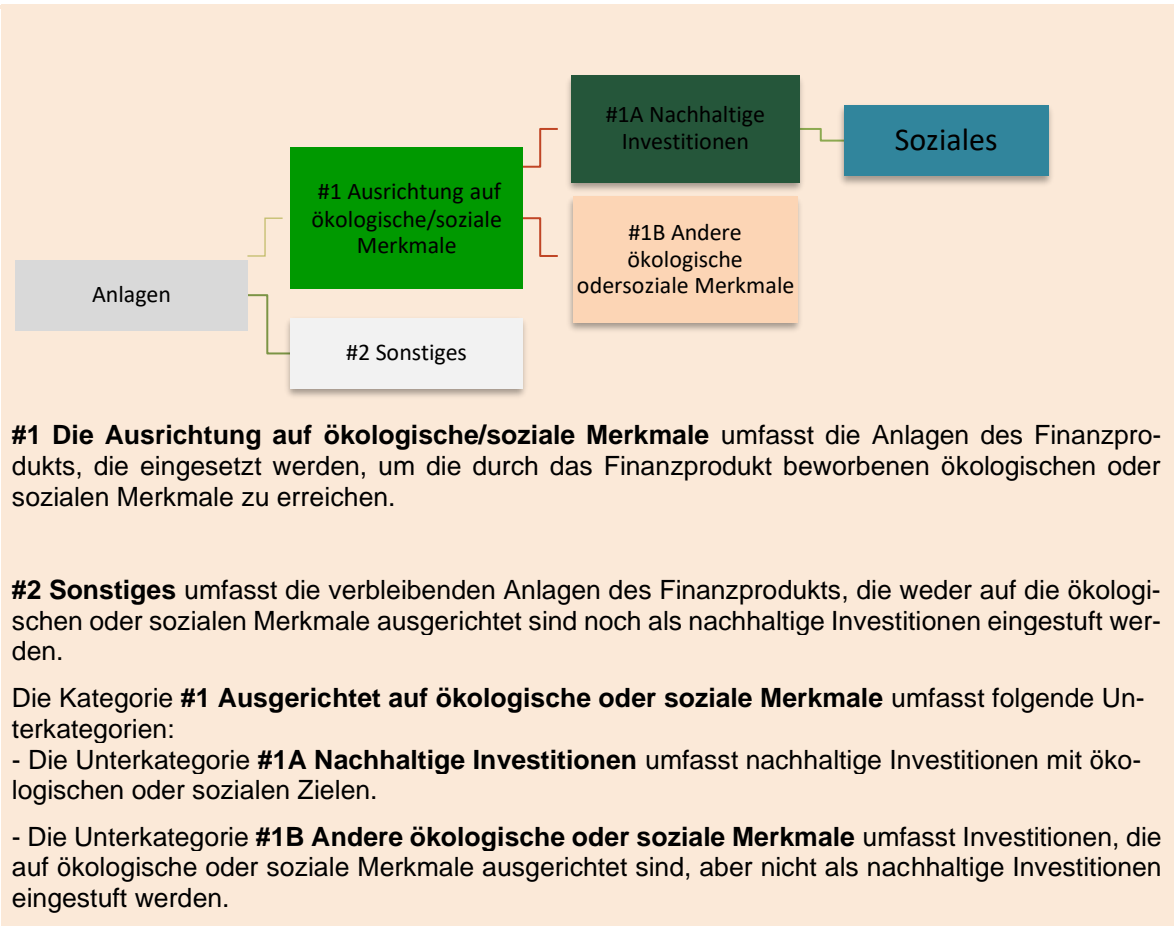 #1A Nachhaltige
Investitionen
Soziales
#1 Ausrichtung auf
ökologische/soziale
Merkmale
#1B Andere
ökologische
odersoziale Merkmale
Anlagen
#2 Sonstiges
#1 Die Ausrichtung auf ökologische/soziale Merkmale umfasst die Anlagen des Finanzpro-
dukts, die eingesetzt werden, um die durch das Finanzprodukt beworbenen ökologischen oder
sozialen Merkmale zu erreichen.
#2 Sonstiges umfasst die verbleibenden Anlagen des Finanzprodukts, die weder auf die ökologi-
schen oder sozialen Merkmale ausgerichtet sind noch als nachhaltige Investitionen eingestuft wer-
den.
Die Kategorie #1 Ausgerichtet auf ökologische oder soziale Merkmale umfasst folgende Un-
terkategorien:
- Die Unterkategorie #1A Nachhaltige Investitionen umfasst nachhaltige Investitionen mit öko-
logischen oder sozialen Zielen.
- Die Unterkategorie #1B Andere ökologische oder soziale Merkmale umfasst Investitionen, die
auf ökologische oder soziale Merkmale ausgerichtet sind, aber nicht als nachhaltige Investitionen
eingestuft werden.